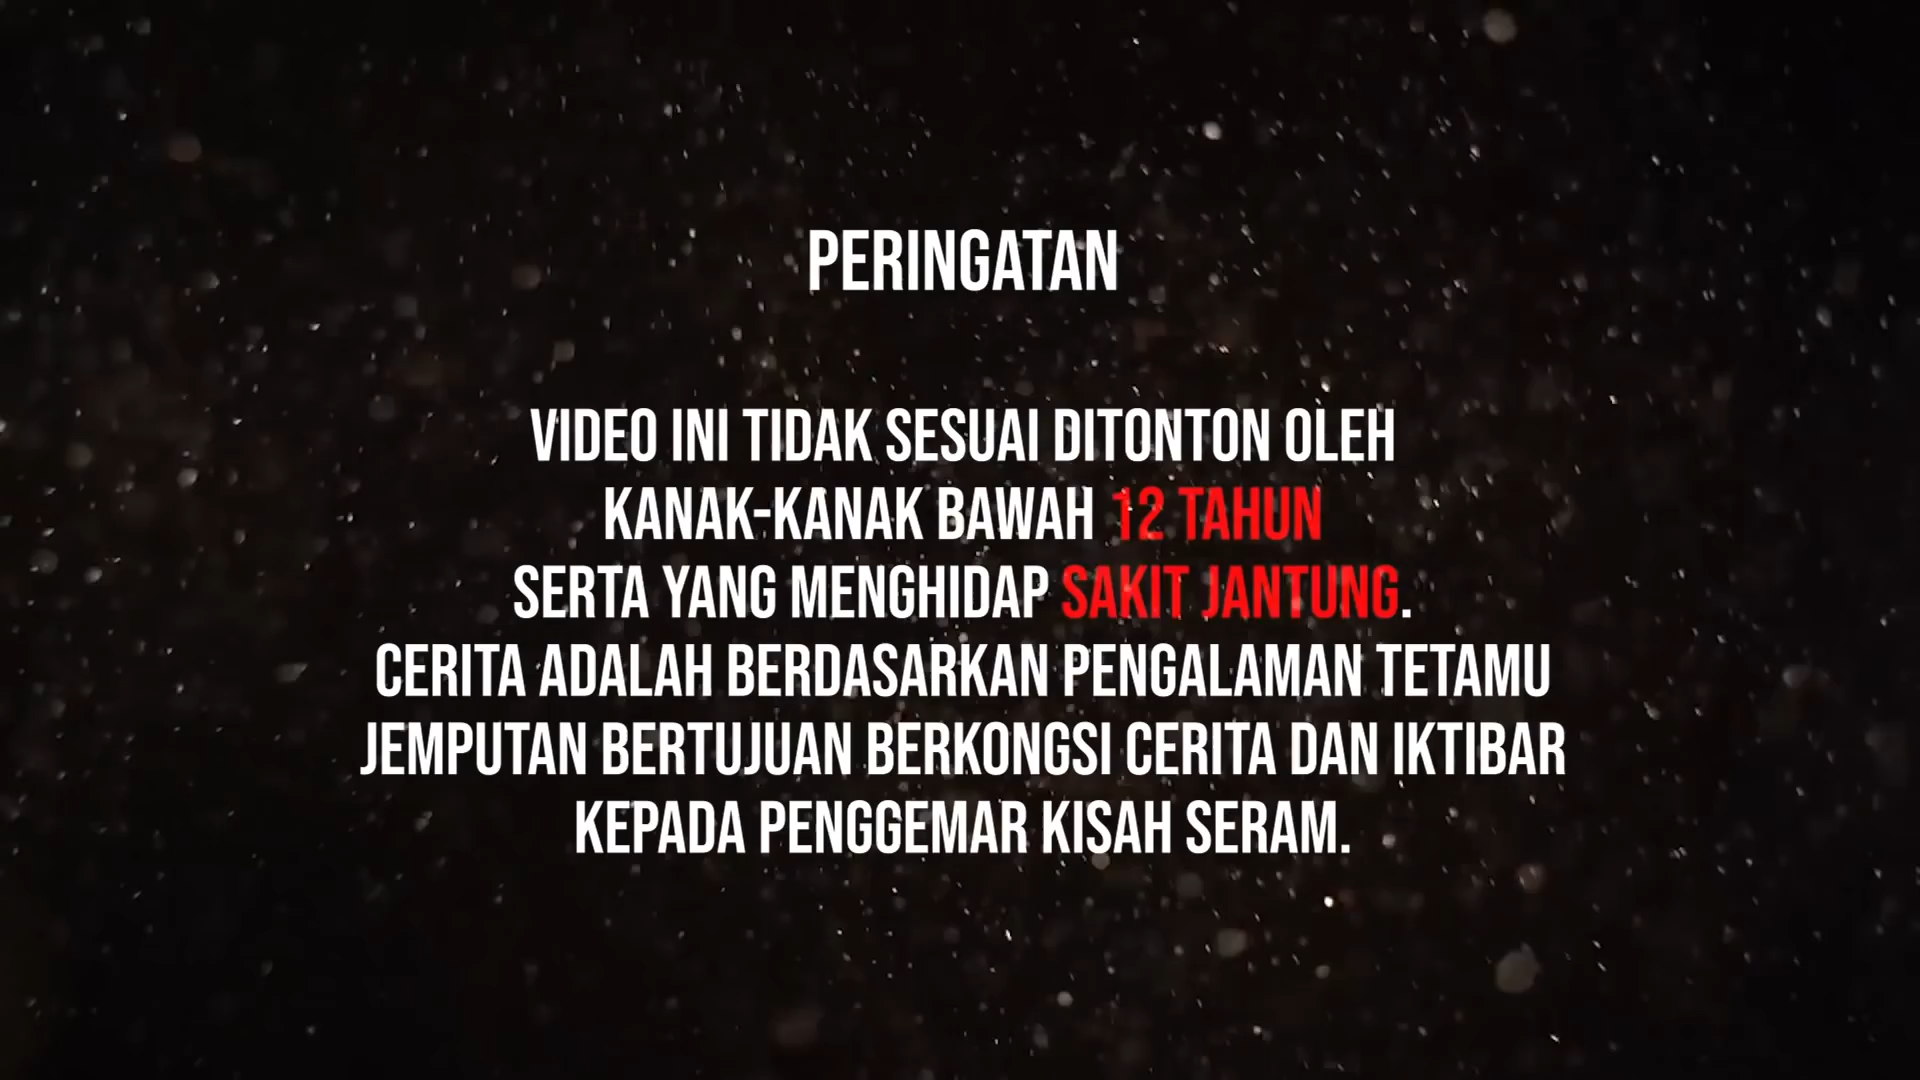 PERINGATAN
VIDEO INI TIDAK SESUAI DITONTON OLEH
KANAK-KANAK BAWAH 12 TAHUN
SERTA YANG MENGHIDAP SAKIT JANTUNG.
CERITA ADALAH BERDASARKAN PENGALAMAN TETAMU
JEMPUTAN BERTUJUAN BERKONGSI CERITA DAN IKTIBAR
KEPADA PENGGEMAR KISAH SERAM.